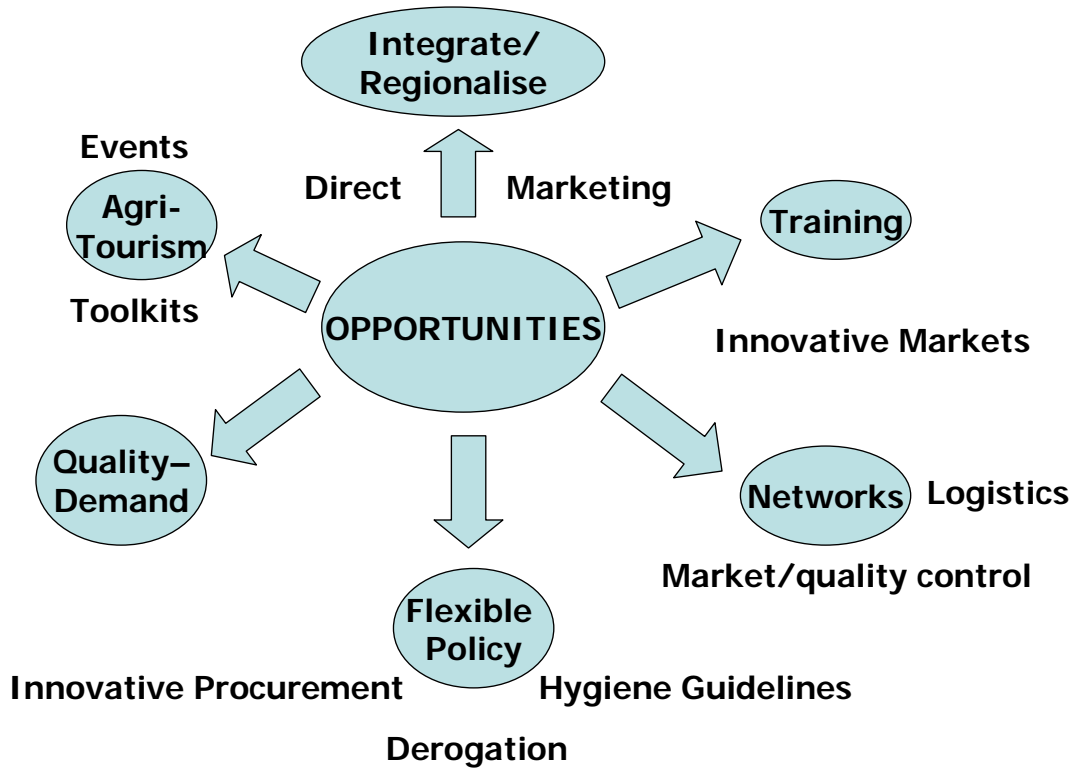 Integrate/
Regionalise
Events
Direct Marketing
Agri-
Tourism
Training
Toolkits
OPPORTUNITIES
Innovative Markets
Quality–
Demand
Networks
Logistics
Market/quality control
Flexible
Policy
Innovative Procurement
Hygiene Guidelines
Derogation